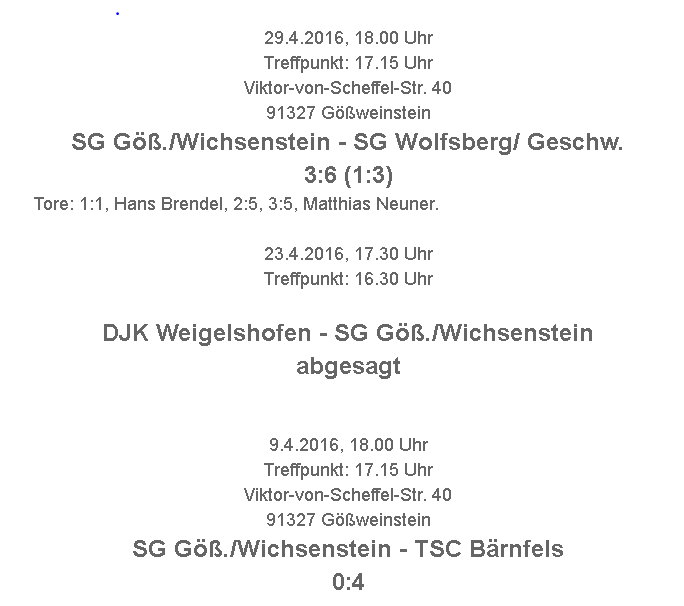 29.4.2016, 18.00 Uhr
Treffpunkt: 17.15 Uhr
Viktor-von-Scheffel-Str. 40
91327 Gößweinstein
SG Göß./Wichsenstein - SG Wolfsberg/ Geschw.
3:6 (1:3)
Tore: 1:1, Hans Brendel, 2:5, 3:5, Matthias Neuner.
23.4.2016, 17.30 Uhr
Treffpunkt: 16.30 Uhr
DJK Weigelshofen - SG Göß./Wichsenstein
abgesagt
9.4.2016, 18.00 Uhr
Treffpunkt: 17.15 Uhr
Viktor-von-Scheffel-Str. 40
91327 Gößweinstein
SG Göß./Wichsenstein - TSC Bärnfels
0:4